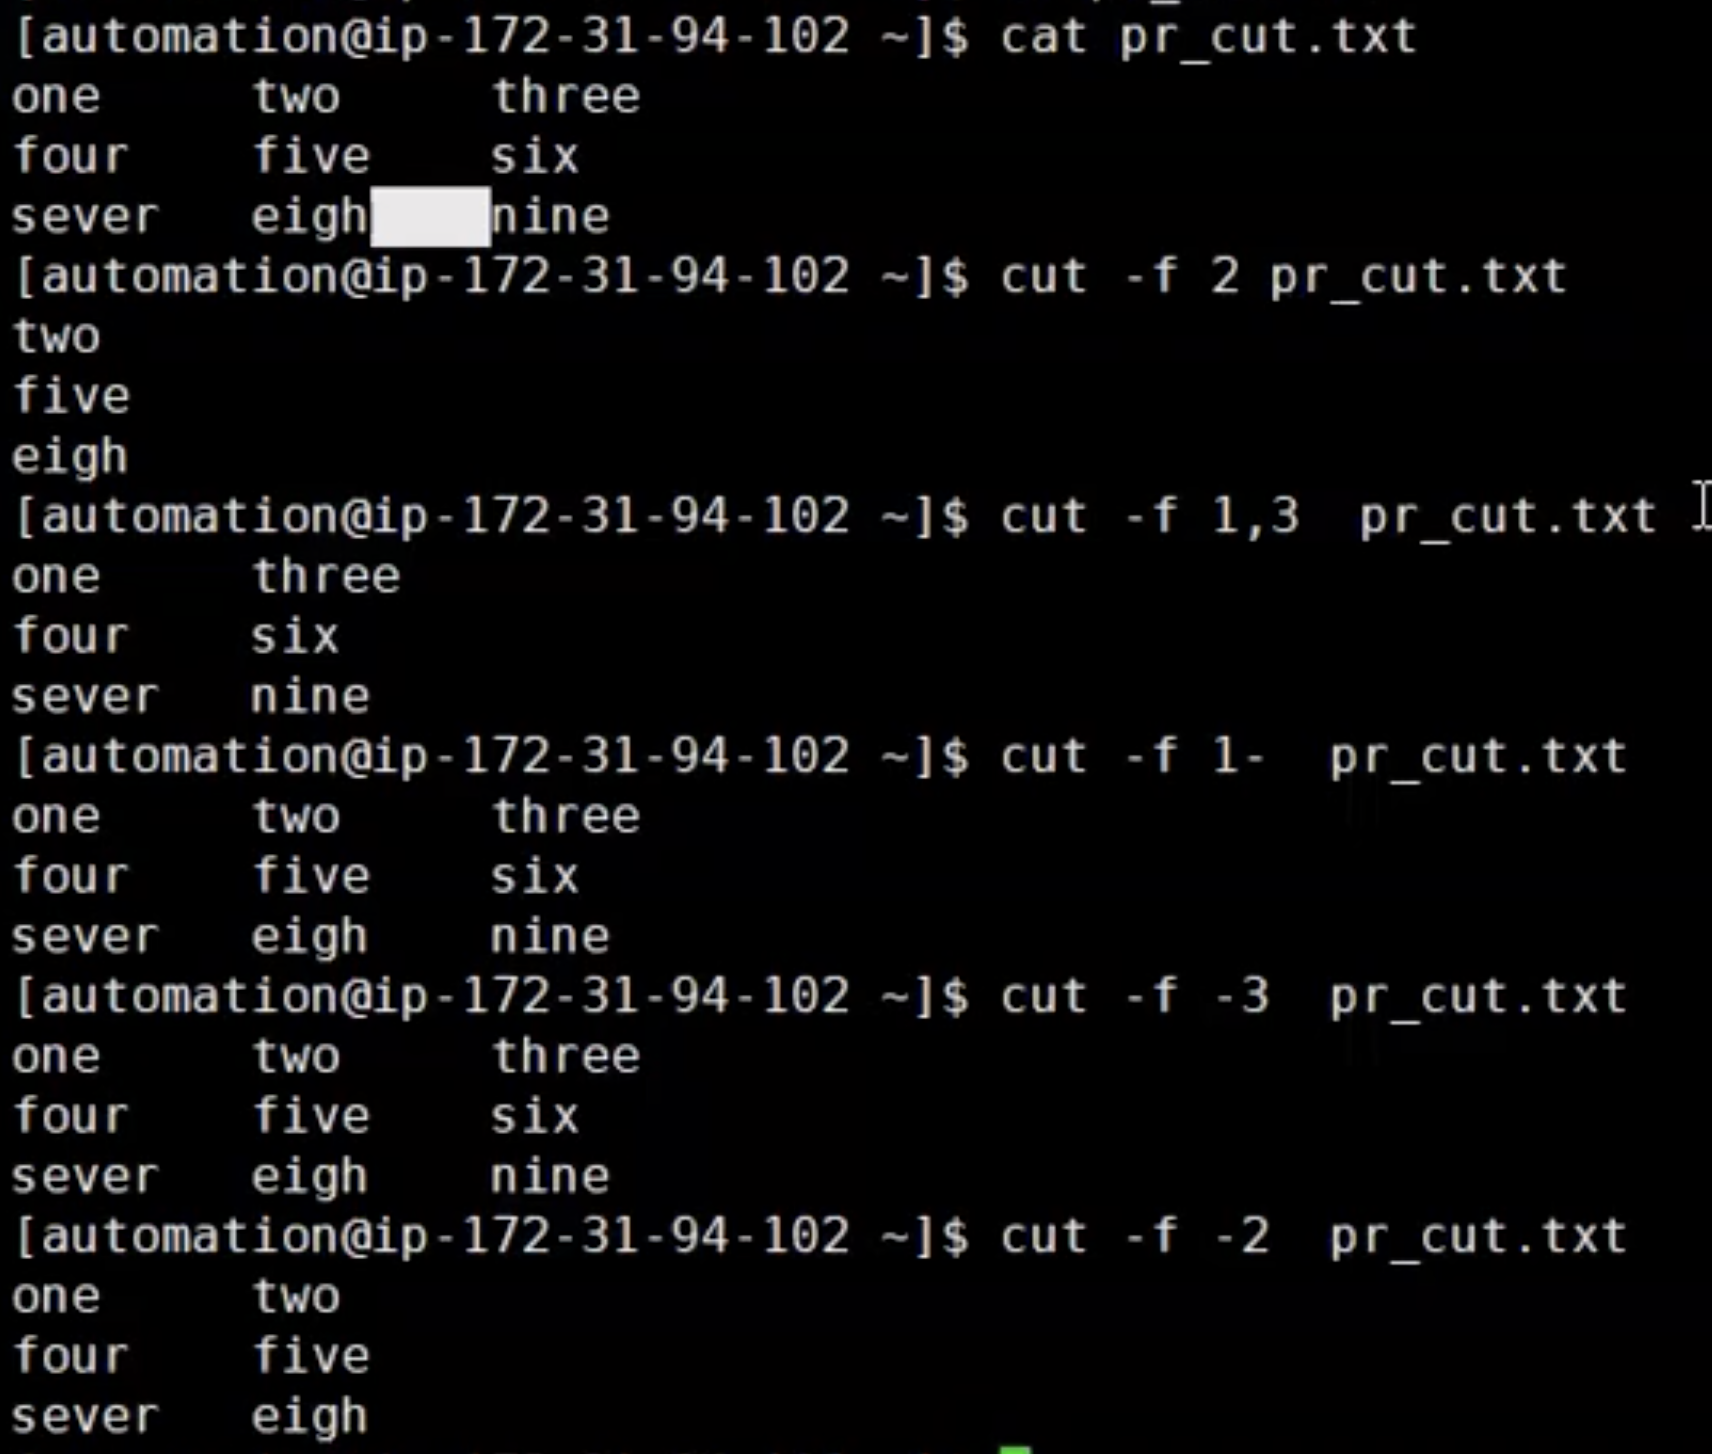 [automation@ip-172-31-94-102 ~]$ cat pr_cut.txt
one     two     three
four    five    six
sever   eigh    nine
[automation@ip-172-31-94-102 ~]$ cut -f 2 pr_cut.txt
two
five
eigh
[automation@ip-172-31-94-102 ~]$ cut -f 1,3  pr_cut.txt
one     three
four    six
sever   nine
[automation@ip-172-31-94-102 ~]$ cut -f 1-  pr_cut.txt
one     two     three
four    five    six
sever   eigh    nine
[automation@ip-172-31-94-102 ~]$ cut -f -3  pr_cut.txt
one     two     three
four    five    six
sever   eigh    nine
[automation@ip-172-31-94-102 ~]$ cut -f -2  pr_cut.txt
one     two
four    five
sever   eigh